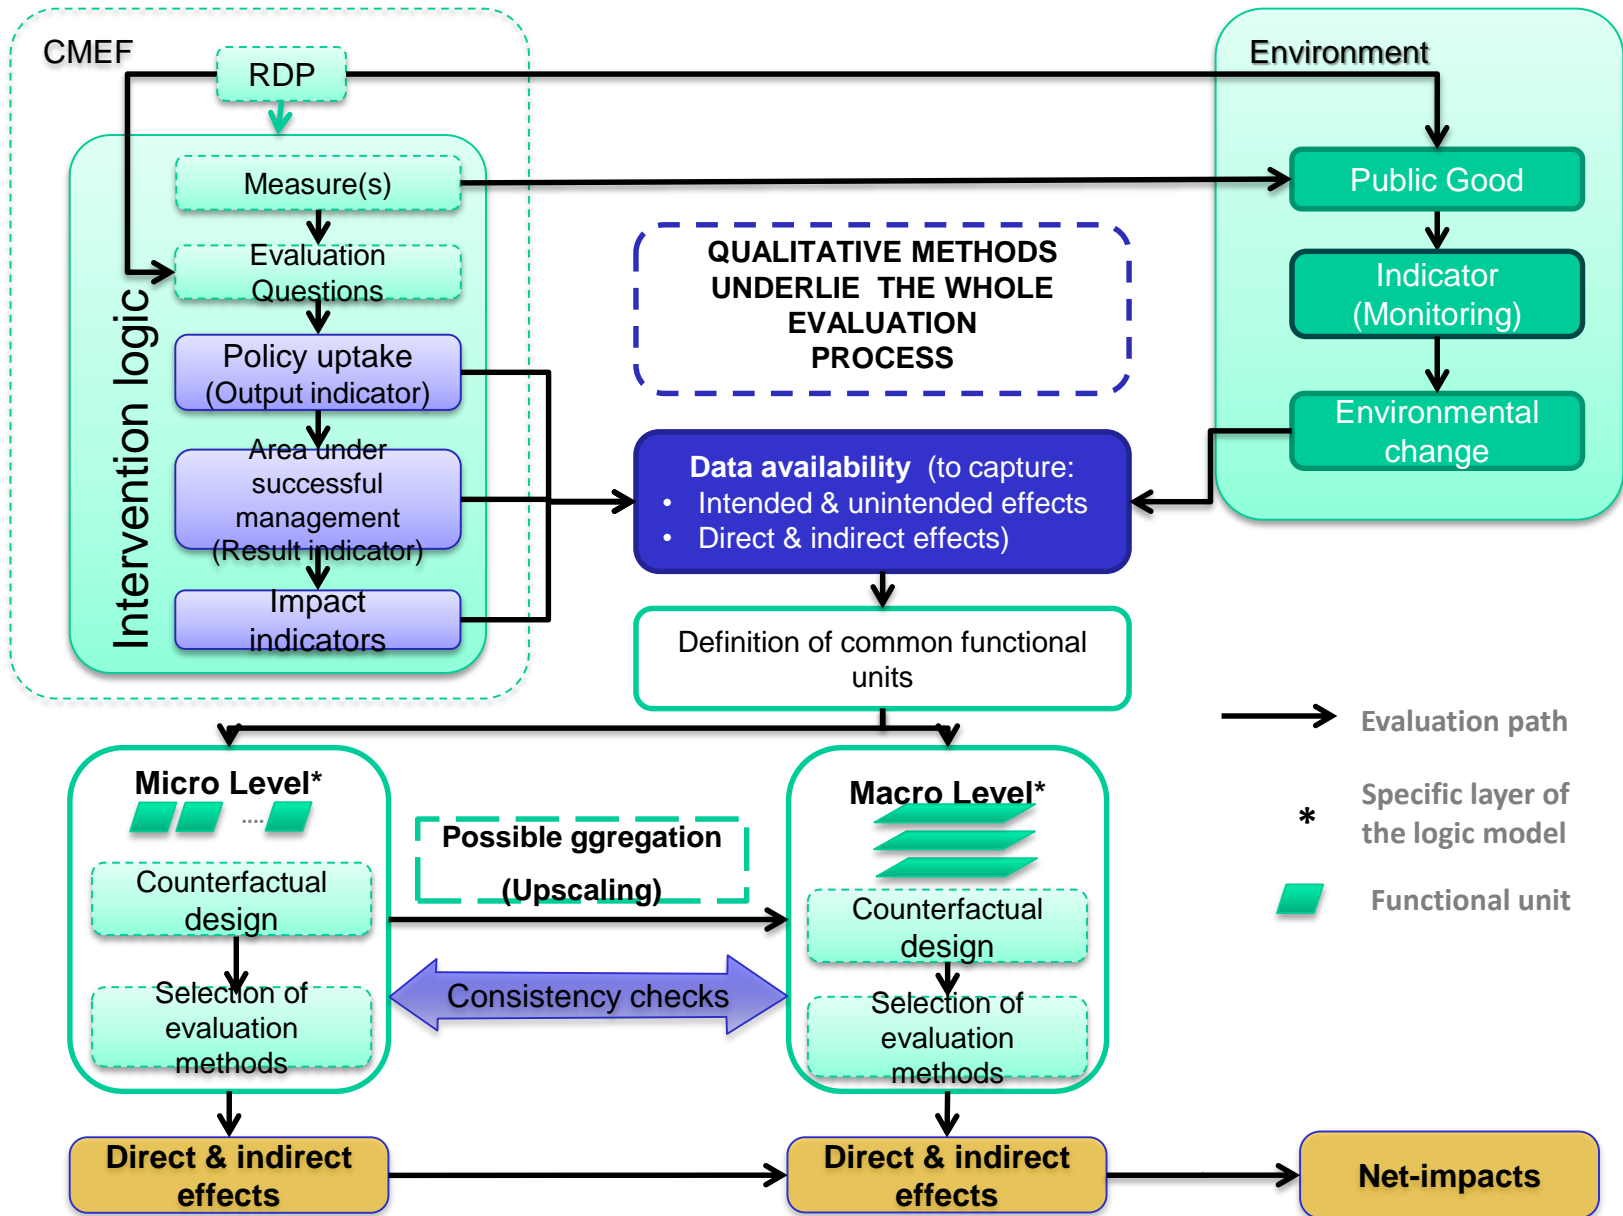 CMEF
RDP
Intervention logic
Measure(s)
Evaluation
Questions
Policy uptake
(Output indicator)
Area under
successful
management
(Result indicator)
Impact
indicators
QUALITATIVE METHODS
UNDERLIE THE WHOLE
EVALUATION
PROCESS
Environment
Public Good
Indicator
(Monitoring)
Environmental
change
Data availability (to capture:
• Intended & unintended effects
• Direct & indirect effects)
Definition of common functional
units
Micro Level*
....
Counterfactual
design
Selection of
evaluation
methods
Possible ggregation
(Upscaling)
Consistency checks
Macro Level*
Counterfactual
design
Selection of
evaluation
methods
Evaluation path
* Specific layer of
the logic model
Functional unit
Direct & indirect
effects
Direct & indirect
effects
Net-impacts